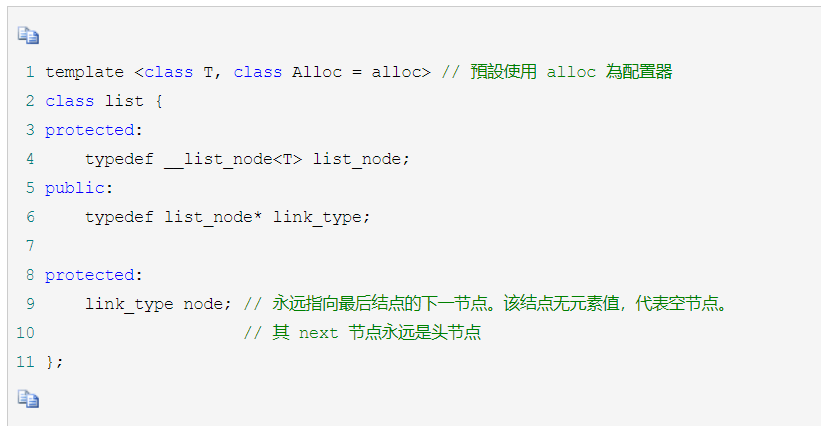 1 template <class T, class Alloc = alloc> // 預設使用 alloc 為配置器
2 class list {
3 protected:
4     typedef __list_node<T> list_node;
5 public:
6     typedef list_node* link_type;
7
8 protected:
9     link_type node; // 永远指向最后结点的下一节点。该结点无元素值，代表空节点。
10                     // 其 next 节点永远是头节点
11 };